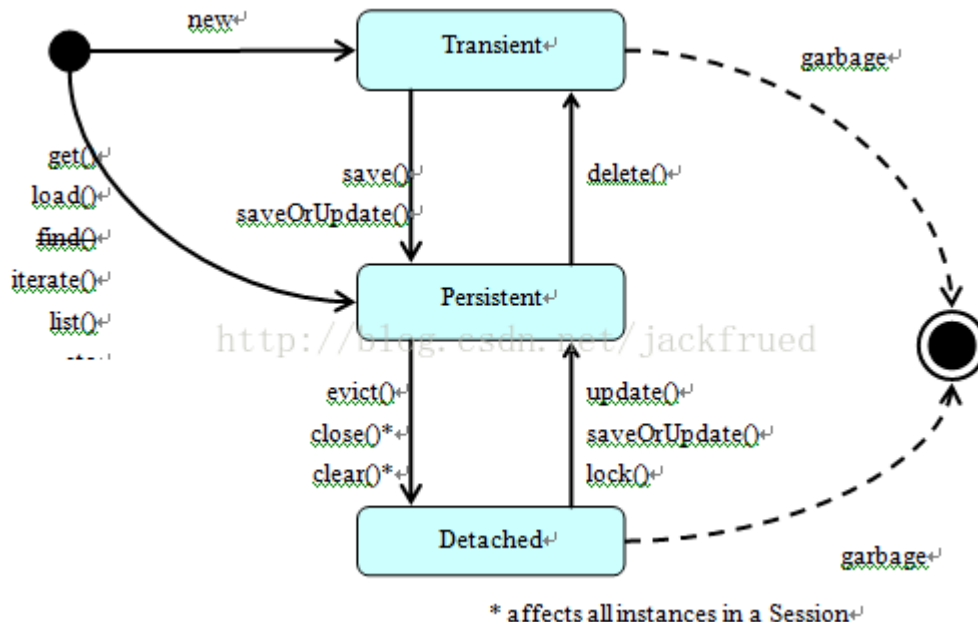 new
Transient
garbage
get()
load()
find()
iterate()
list()
save()
saveOrUpdate()
delete()
Persistent
http://blog.csdn.net/jackfrued
evict()
close()*
clear()*
update()
saveOrUpdate()
lock()
Detached
garbage
* affects all instances in a Session